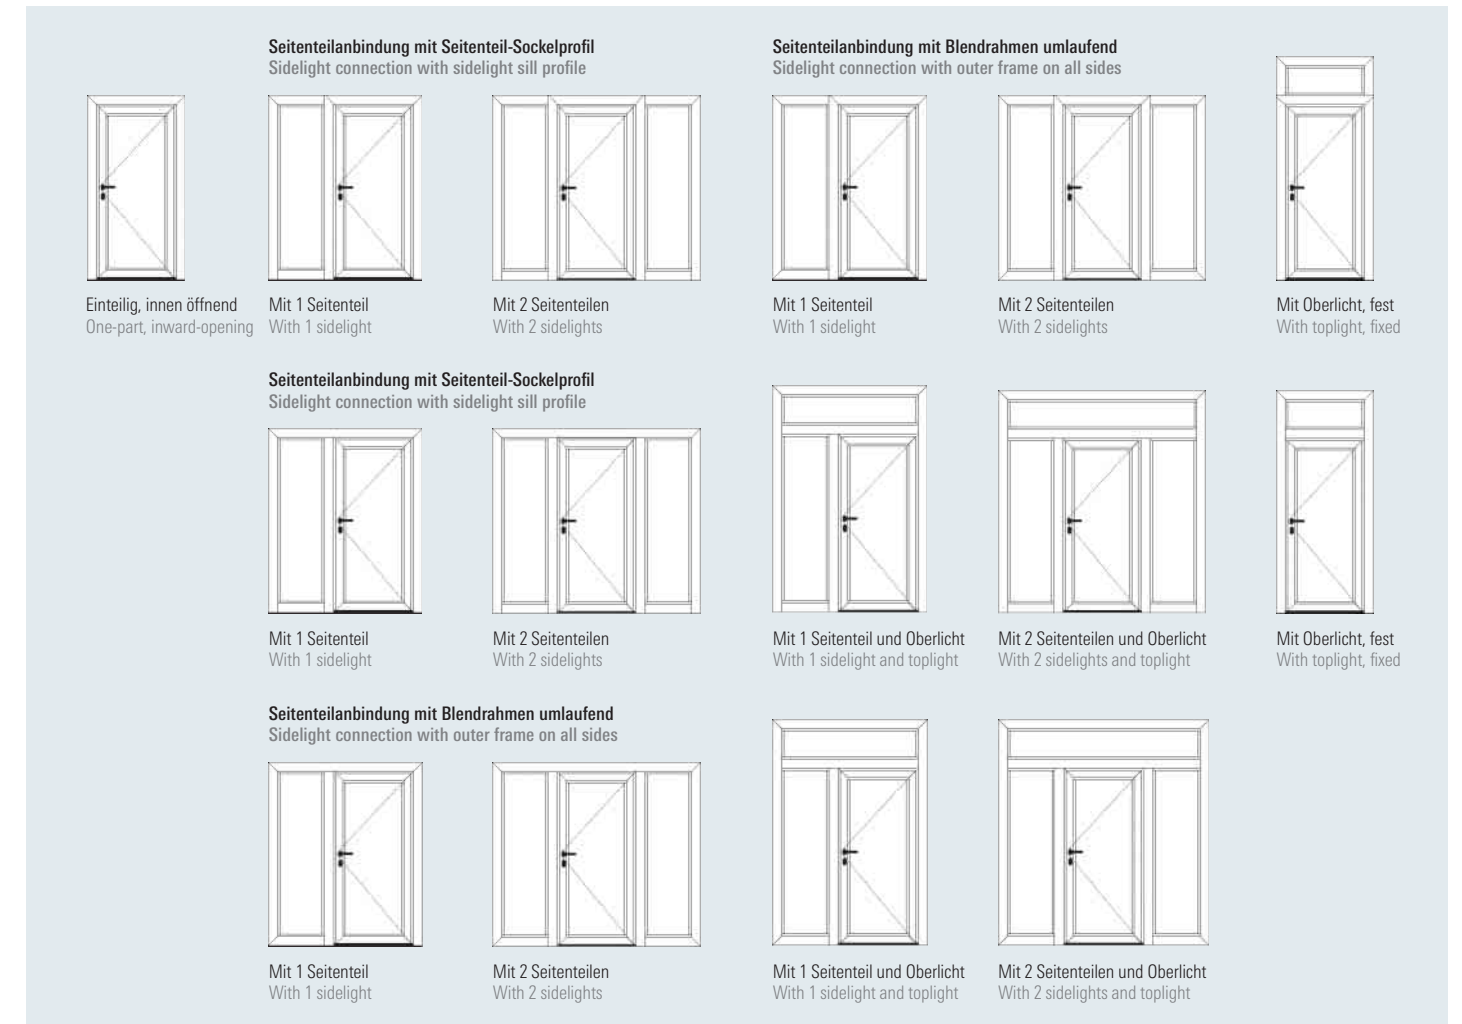 Seitenteilanbindung mit Seitenteil-Sockelprofil
Sidelight connection with sidelight sill profile
Seitenteilanbindung mit Blendrahmen umlaufend
Sidelight connection with outer frame on all sides
Einteilig, innen öffnend
One-part, inward-opening
Mit 1 Seitenteil
With 1 sidelight
Mit 2 Seitenteilen
With 2 sidelights
Mit 1 Seitenteil
With 1 sidelight
Mit 2 Seitenteilen
With 2 sidelights
Mit Oberlicht, fest
With toplight, fixed
Seitenteilanbindung mit Seitenteil-Sockelprofil
Sidelight connection with sidelight sill profile
Mit 1 Seitenteil
With 1 sidelight
Mit 2 Seitenteilen
With 2 sidelights
Mit 1 Seitenteil und Oberlicht
With 1 sidelight and toplight
Mit 2 Seitenteilen und Oberlicht
With 2 sidelights and toplight
Mit Oberlicht, fest
With toplight, fixed
Seitenteilanbindung mit Blendrahmen umlaufend
Sidelight connection with outer frame on all sides
Mit 1 Seitenteil
With 1 sidelight
Mit 2 Seitenteilen
With 2 sidelights
Mit 1 Seitenteil und Oberlicht
With 1 sidelight and toplight
Mit 2 Seitenteilen und Oberlicht
With 2 sidelights and toplight